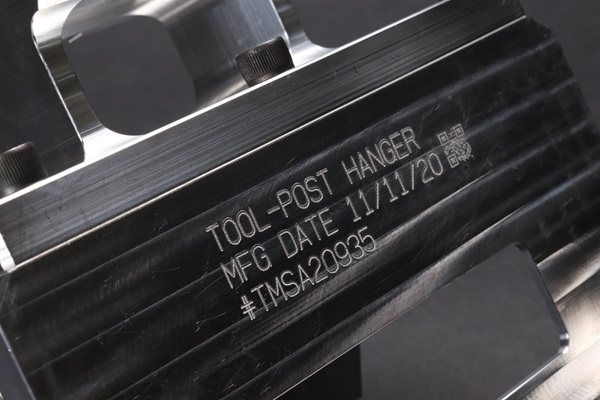 TOOL-POST HANGER
MFG DATE 11/11/20
#TMSA20935